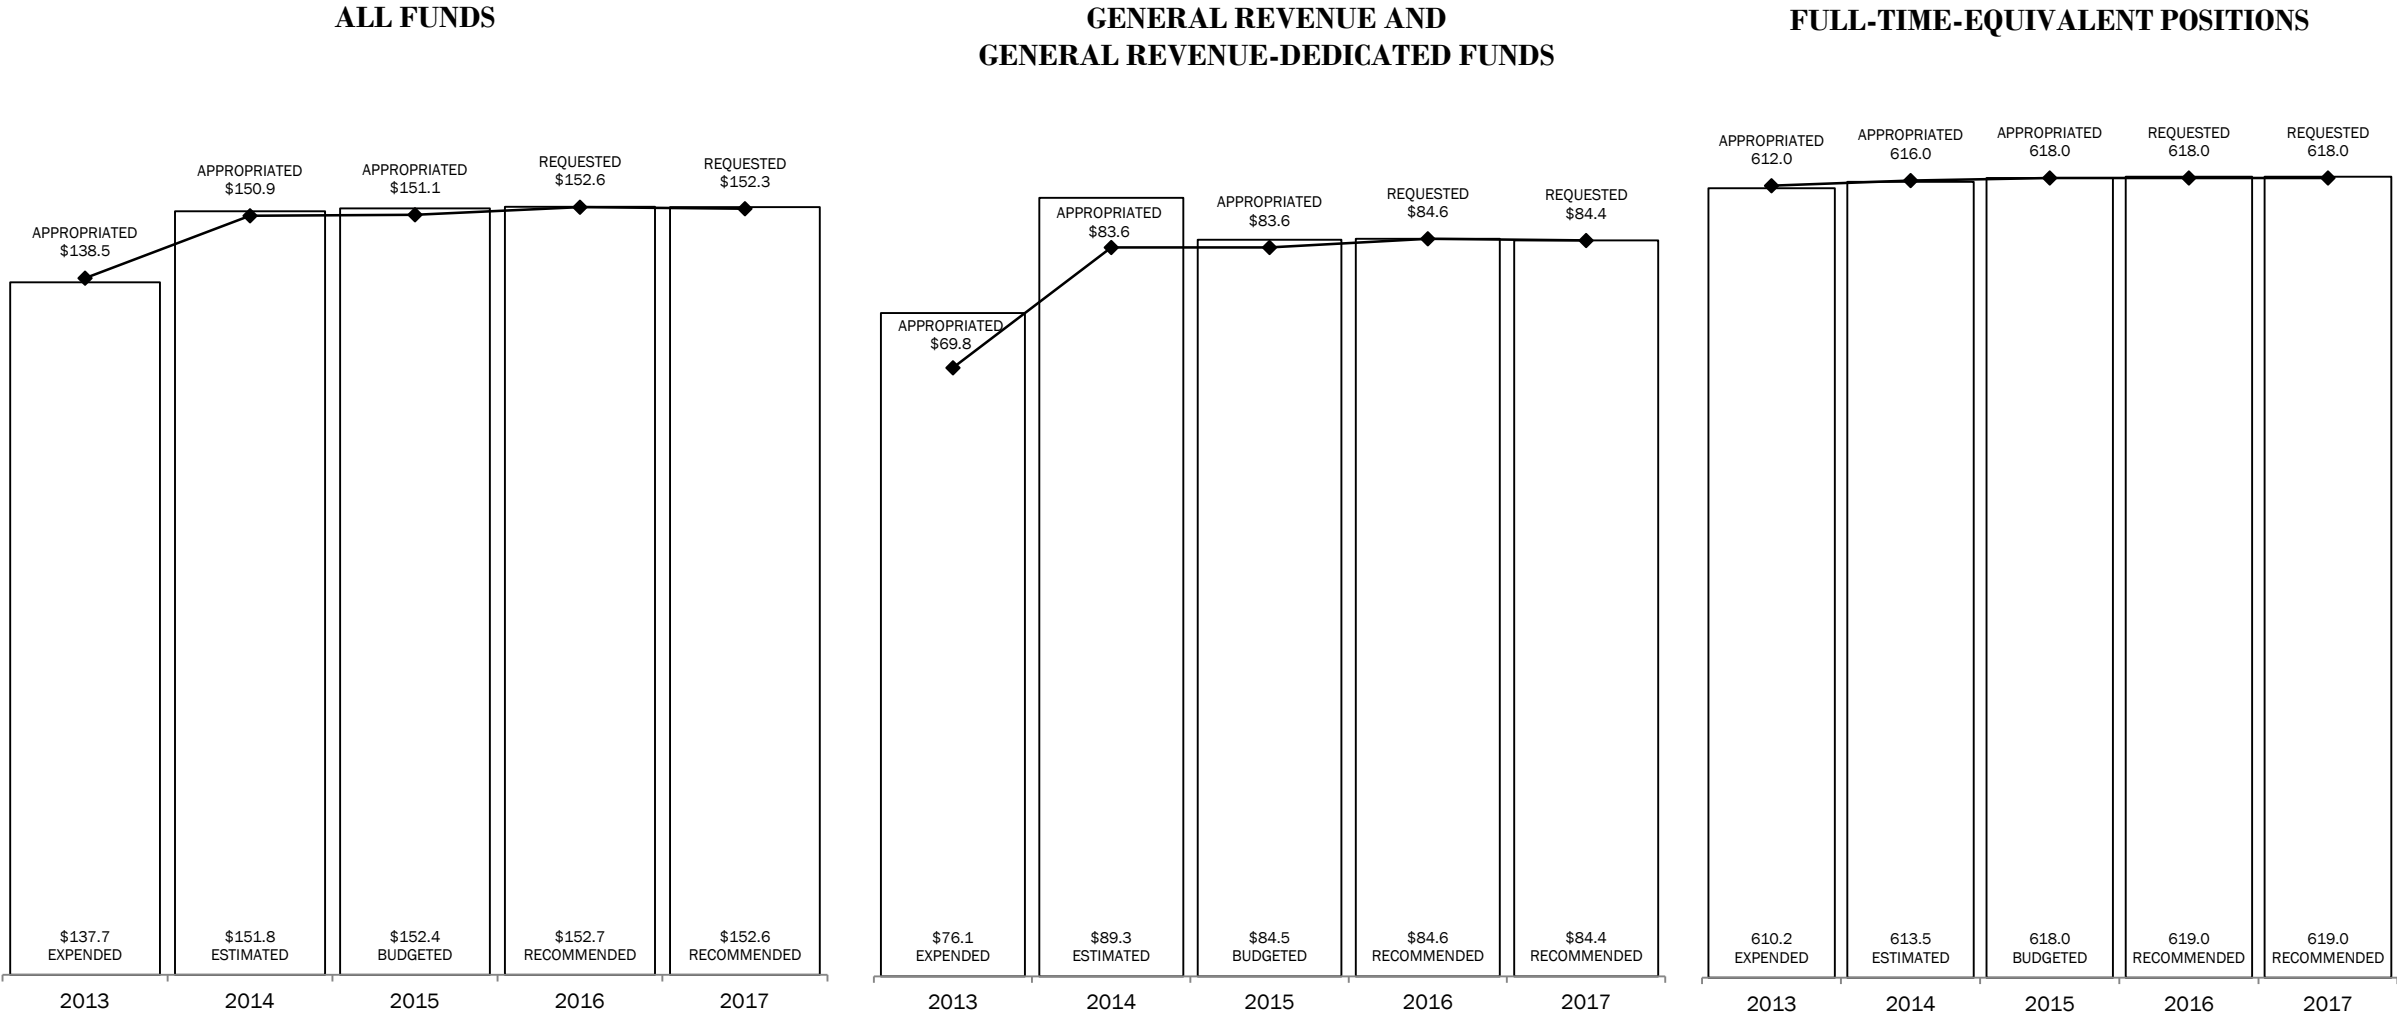 ALL FUNDS
APPROPRIATED
$138.5
APPROPRIATED
$150.9
APPROPRIATED
$151.1
REQUESTED
$152.6
REQUESTED
$152.3
$137.7
EXPENDED
$151.8
ESTIMATED
$152.4
BUDGETED
$152.7
RECOMMENDED
$152.6
RECOMMENDED
2013
2014
2015
2016
2017
GENERAL REVENUE AND
GENERAL REVENUE-DEDICATED FUNDS
APPROPRIATED
$69.8
APPROPRIATED
$83.6
APPROPRIATED
$83.6
REQUESTED
$84.6
REQUESTED
$84.4
$76.1
EXPENDED
$89.3
ESTIMATED
$84.5
BUDGETED
$84.6
RECOMMENDED
$84.4
RECOMMENDED
2013
2014
2015
2016
2017
FULL-TIME-EQUIVALENT POSITIONS
APPROPRIATED
612.0
APPROPRIATED
616.0
APPROPRIATED
618.0
REQUESTED
618.0
REQUESTED
618.0
610.2
EXPENDED
613.5
ESTIMATED
618.0
BUDGETED
619.0
RECOMMENDED
619.0
RECOMMENDED
2013
2014
2015
2016
2017